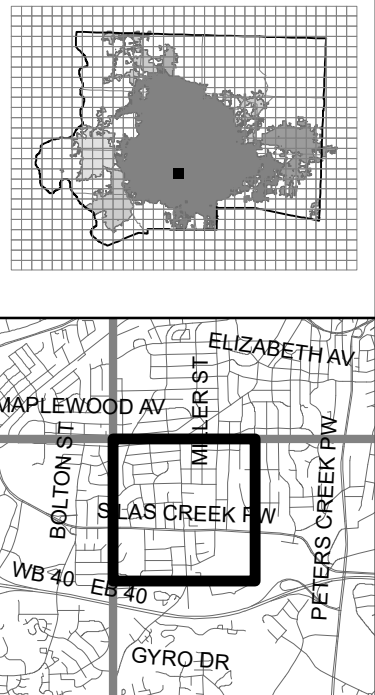 ELIZABETH AV
MAPLEWOOD AV
MILLER ST
BOLTON ST
SILAS CREEK PW
PETERS CREEK PW
WB 40
EB 40
GYRO DR